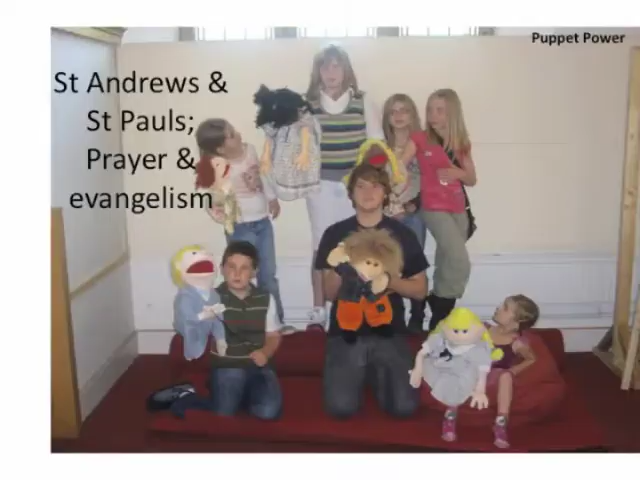 Puppet Power
St Andrews &
St Pauls;
Prayer &
evangelism